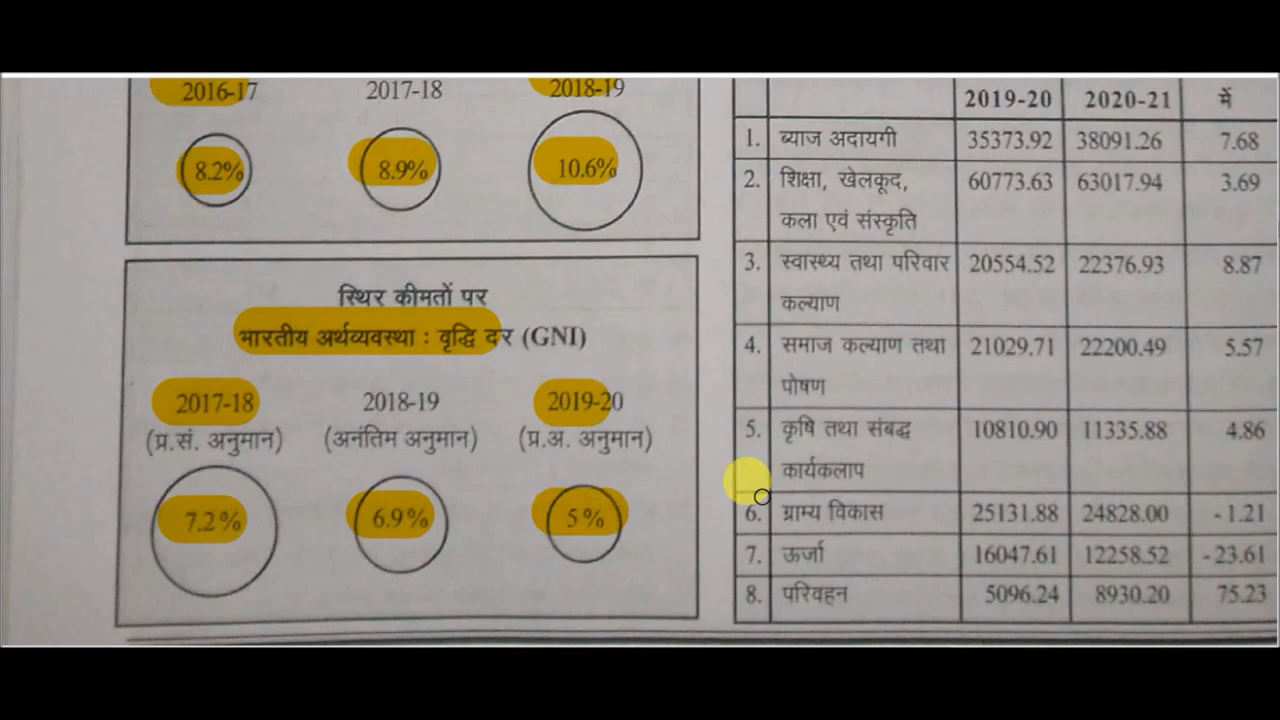 2016-17 2017-18 2018-19
8.2% 8.9% 10.6%
स्थिर कीमतों पर
भारतीय अर्थव्यवस्था : वृद्धि दर (GNI)
2017-18 2018-19 2019-20
(प्र.सं. अनुमान) (अनंतिम अनुमान) (प्र.अ. अनुमान)
7.2% 6.9% 5%
2019-20 2020-21 में
1. ब्याज अदायगी 35373.92 38091.26 7.68
2. शिक्षा, खेलकूद, 60773.63 63017.94 3.69
कला एवं संस्कृति
3. स्वास्थ्य तथा परिवार 20554.52 22376.93 8.87
कल्याण
4. समाज कल्याण तथा 21029.71 22200.49 5.57
पोषण
5. कृषि तथा संबद्ध 10810.90 11335.88 4.86
कार्यकलाप
6. ग्राम्य विकास 25131.88 24828.00 - 1.21
7. ऊर्जा 16047.61 12258.52 - 23.61
8. परिवहन 5096.24 8930.20 75.23